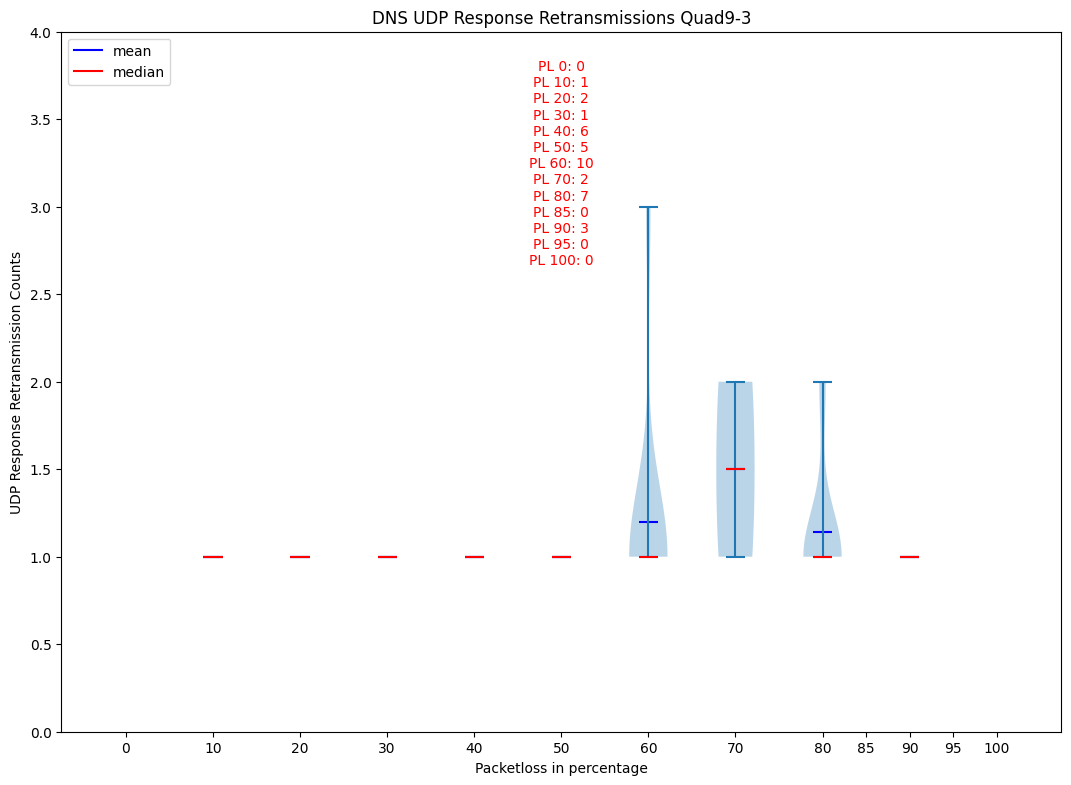 DNS UDP Response Retransmissions Quad9-3
mean
median
PL 0: 0
PL 10: 1
PL 20: 2
PL 30: 1
PL 40: 6
PL 50: 5
PL 60: 10
PL 70: 2
PL 80: 7
PL 85: 0
PL 90: 3
PL 95: 0
PL 100: 0
UDP Response Retransmission Counts
4.0
3.5
3.0
2.5
2.0
1.5
1.0
0.5
0.0
0 10 20 30 40 50 60 70 80 85 90 95 100
Packetloss in percentage